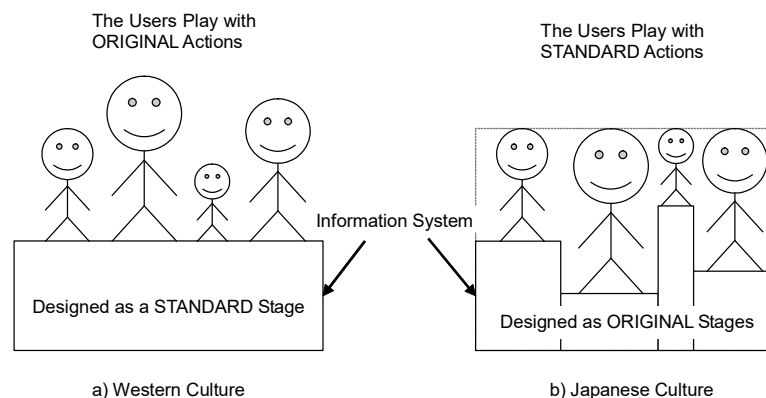 The Users Play with
ORIGINAL Actions
The Users Play with
STANDARD Actions
Information System
Designed as a STANDARD Stage
Designed as ORIGINAL Stages
a) Western Culture
b) Japanese Culture